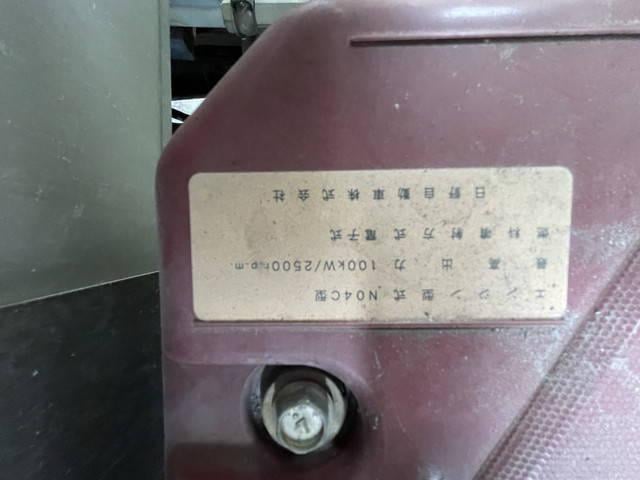 エンジン型式 N04C型
最高出力 100kW/2500r.p.m.
燃料噴射方式 電子式
日野自動車株式会社